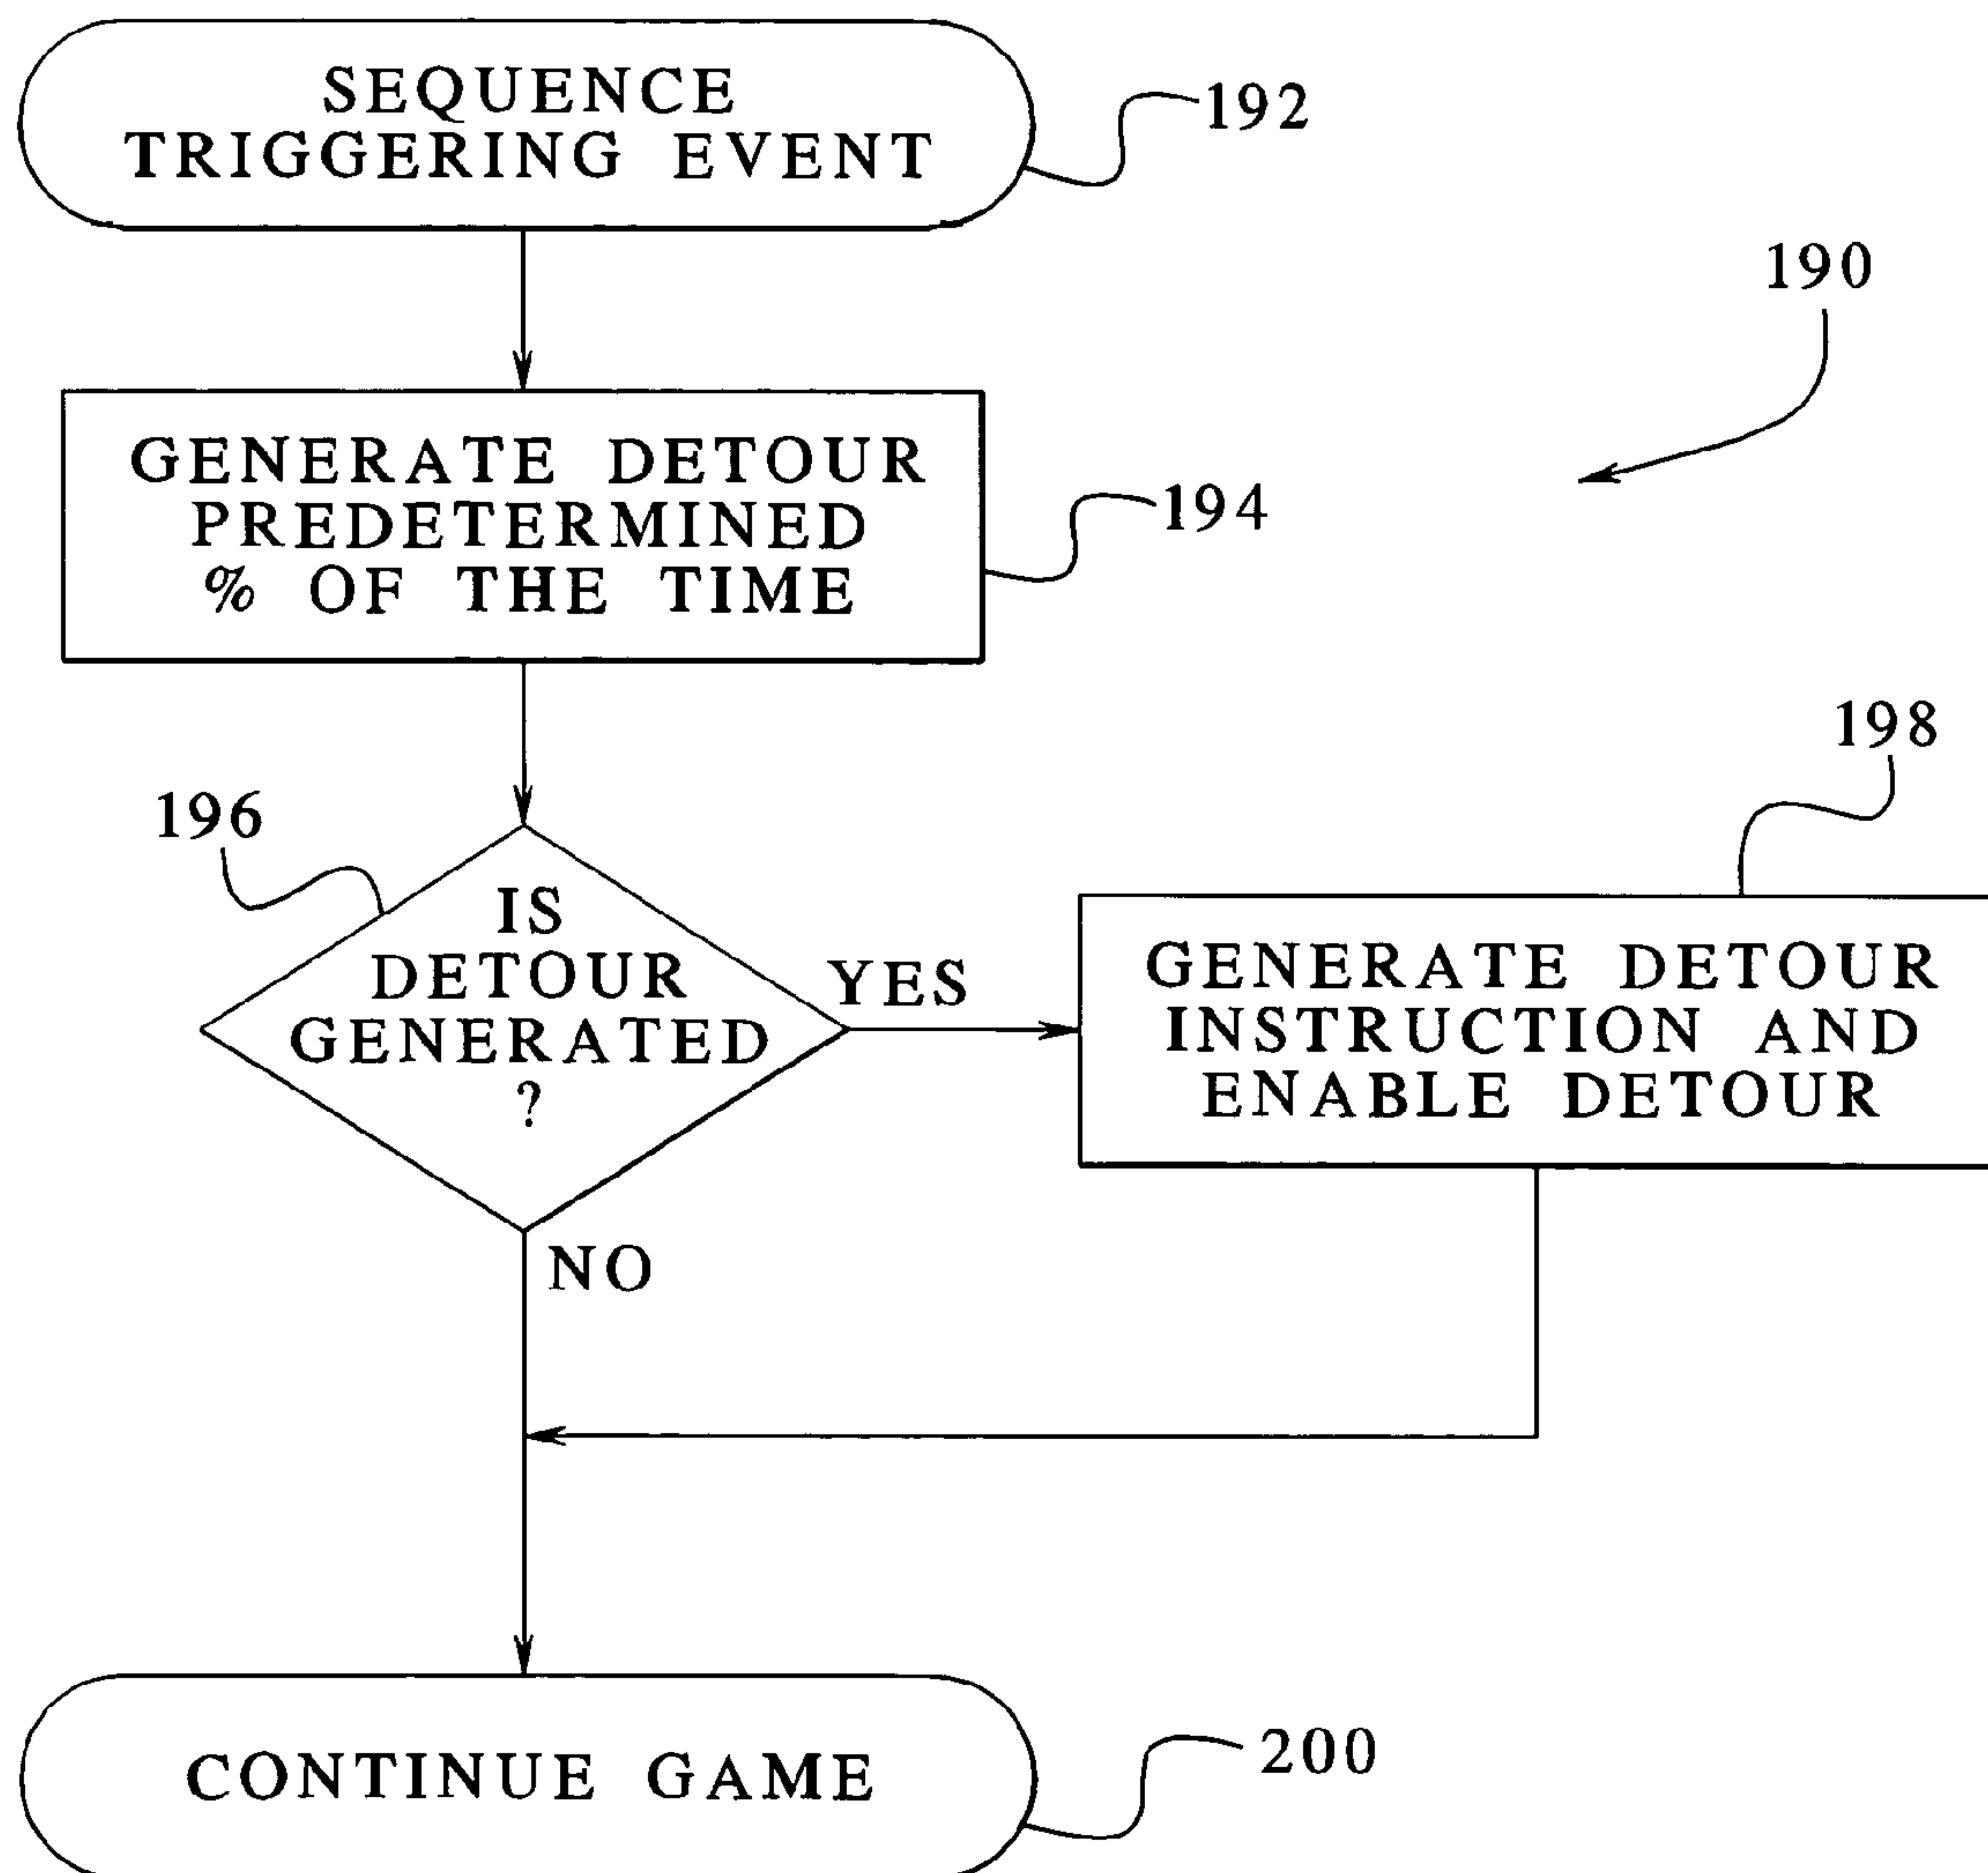 SEQUENCE
TRIGGERING EVENT
192
190
GENERATE DETOUR
PREDETERMINED
% OF THE TIME
194
198
196
IS
DETOUR
GENERATED
?
YES
GENERATE DETOUR
INSTRUCTION AND
ENABLE DETOUR
NO
CONTINUE GAME
200